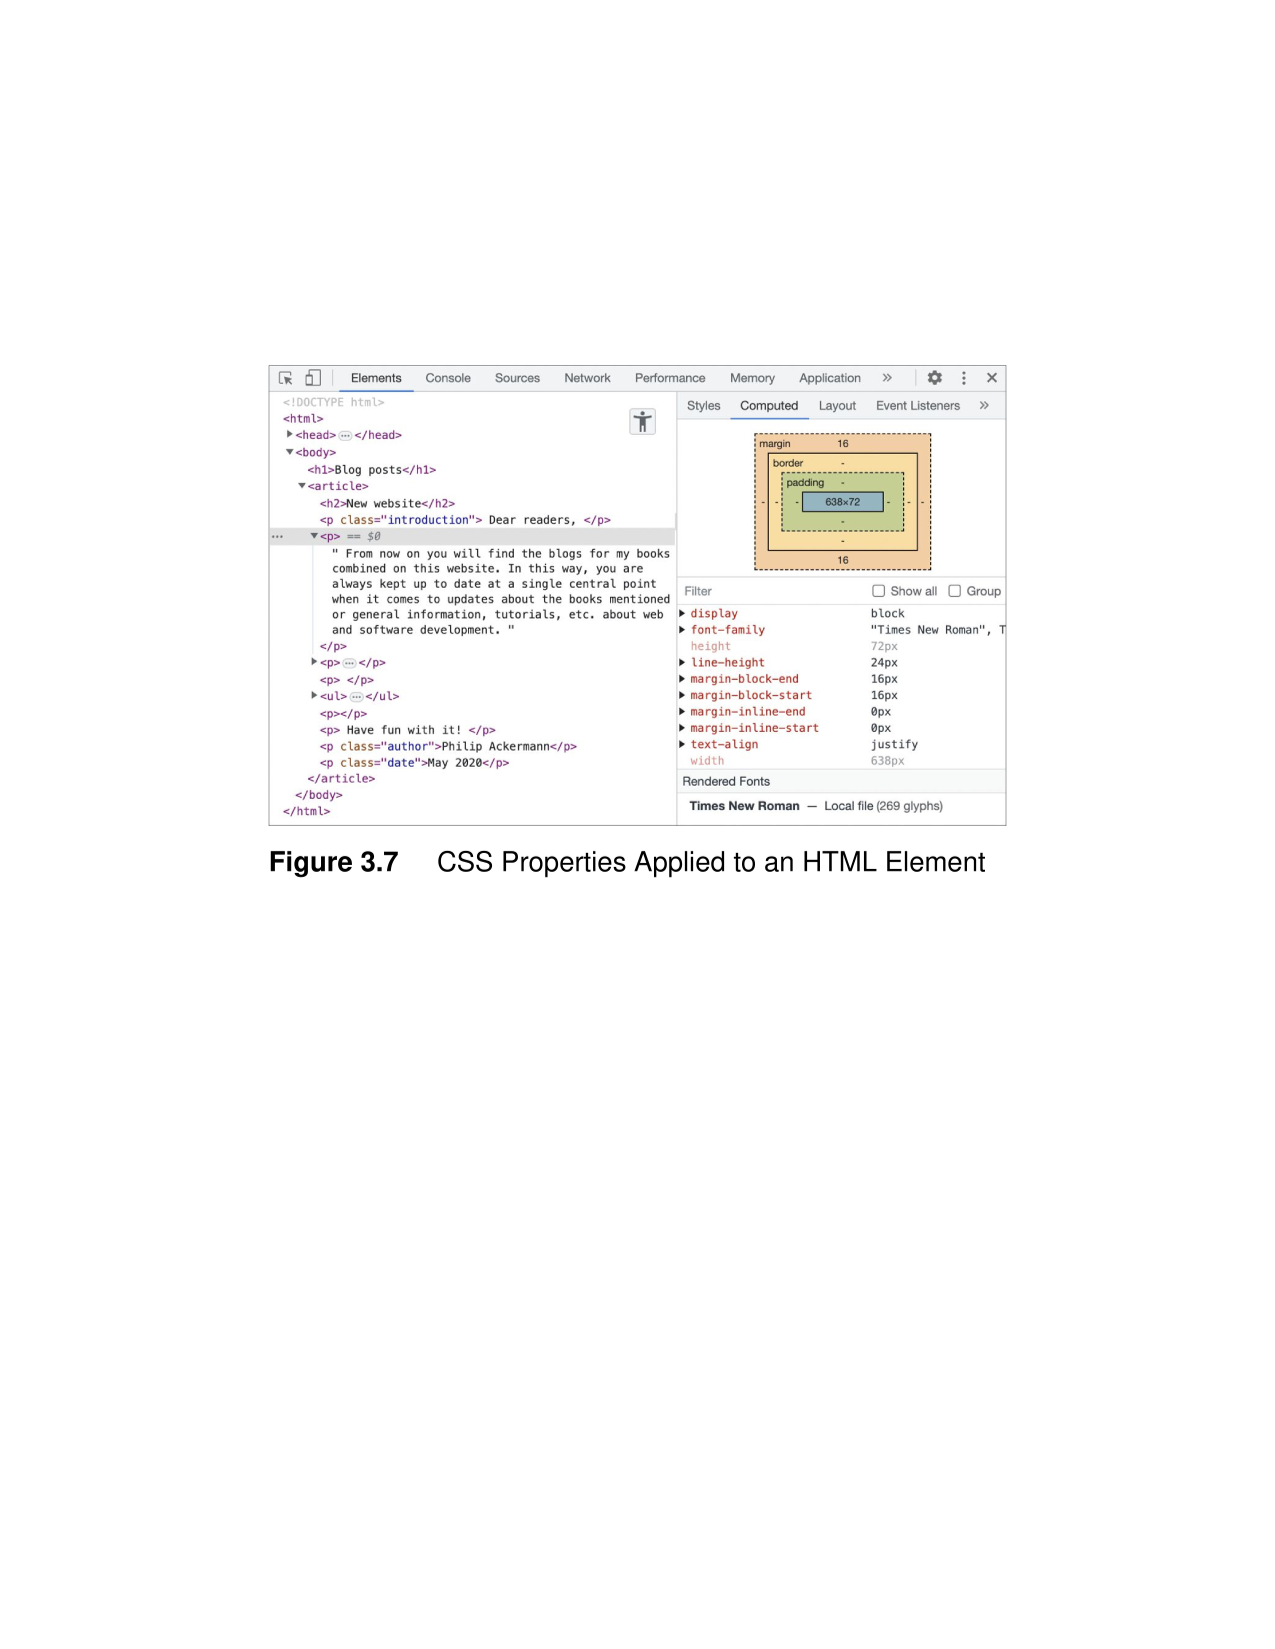 Elements Console Sources Network Performance Memory Application »
<!DOCTYPE html>
<html>
<head>…</head>
<body>
<h1>Blog posts</h1>
<article>
<h2>New website</h2>
<p class="introduction"> Dear readers, </p>
… <p> == $0
" From now on you will find the blogs for my books
combined on this website. In this way, you are
always kept up to date at a single central point
when it comes to updates about the books mentioned
or general information, tutorials, etc. about web
and software development. "
</p>
<p>…</p>
<p> </p>
<ul>…</ul>
<p></p>
<p> Have fun with it! </p>
<p class="author">Philip Ackermann</p>
<p class="date">May 2020</p>
</article>
</body>
</html>
Styles Computed Layout Event Listeners »
margin 16
border -
padding -
- - - 638×72 - - -
-
-
16
Filter Show all Group
display block
font-family "Times New Roman", T
height 72px
line-height 24px
margin-block-end 16px
margin-block-start 16px
margin-inline-end 0px
margin-inline-start 0px
text-align justify
width 638px
Rendered Fonts
Times New Roman — Local file (269 glyphs)
Figure 3.7 CSS Properties Applied to an HTML Element